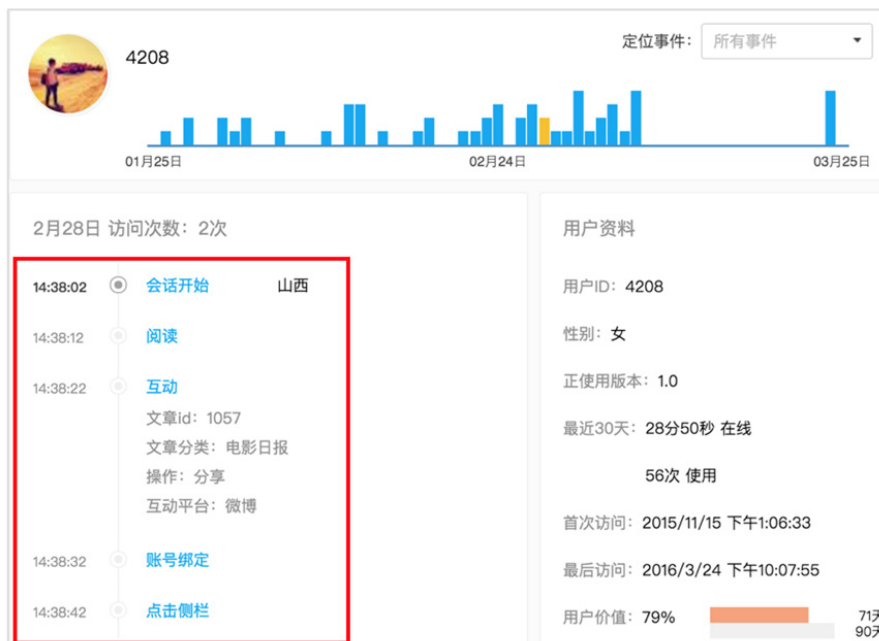 4208
定位事件： 所有事件
01月25日 02月24日 03月25日
2月28日 访问次数：2次
14:38:02 会话开始 山西
14:38:12 阅读
14:38:22 互动
文章id：1057
文章分类：电影日报
操作：分享
互动平台：微博
14:38:32 账号绑定
14:38:42 点击侧栏
用户资料
用户ID：4208
性别：女
正使用版本：1.0
最近30天：28分50秒 在线
56次 使用
首次访问：2015/11/15 下午1:06:33
最后访问：2016/3/24 下午10:07:55
用户价值：79% 71天
90天